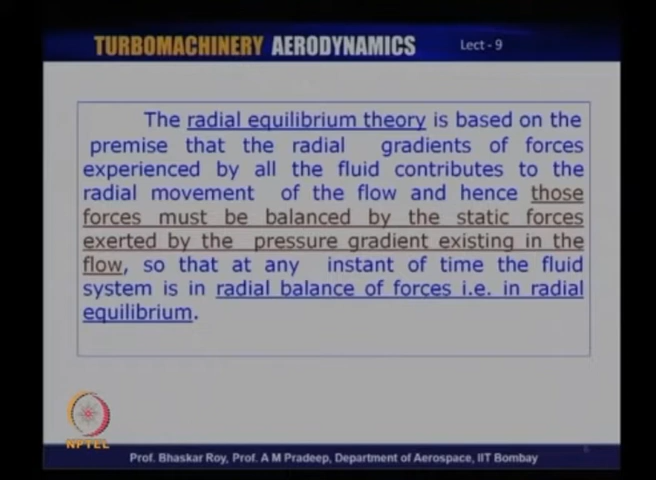 TURBOMACHINERY AERODYNAMICS Lect - 9
The radial equilibrium theory is based on the
premise that the radial gradients of forces
experienced by all the fluid contributes to the
radial movement of the flow and hence those
forces must be balanced by the static forces
exerted by the pressure gradient existing in the
flow, so that at any instant of time the fluid
system is in radial balance of forces i.e. in radial
equilibrium.
NPTEL
Prof. Bhaskar Roy, Prof. A M Pradeep, Department of Aerospace, IIT Bombay